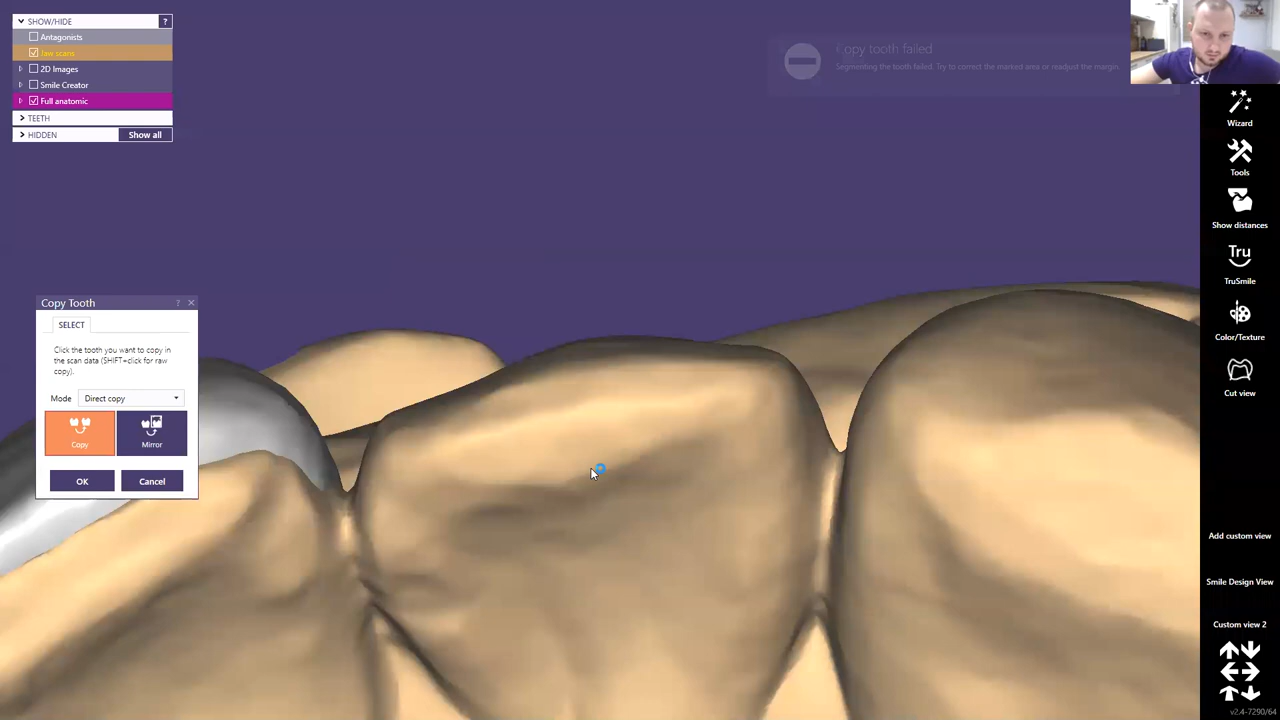 SHOW/HIDE
?
Antagonists
Jaw scans
2D Images
Smile Creator
Full anatomic
TEETH
HIDDEN
Show all
Copy tooth failed
Segmenting the tooth failed. Try to correct the marked area or readjust the margin.
Wizard
Tools
Show distances
Tru
TruSmile
Color/Texture
Cut view
Copy Tooth
?
SELECT
Click the tooth you want to copy in
the scan data (SHIFT=click for raw
copy).
Mode
Direct copy
Copy
Mirror
OK
Cancel
Add custom view
Smile Design View
Custom view 2
v2.4-7290/64